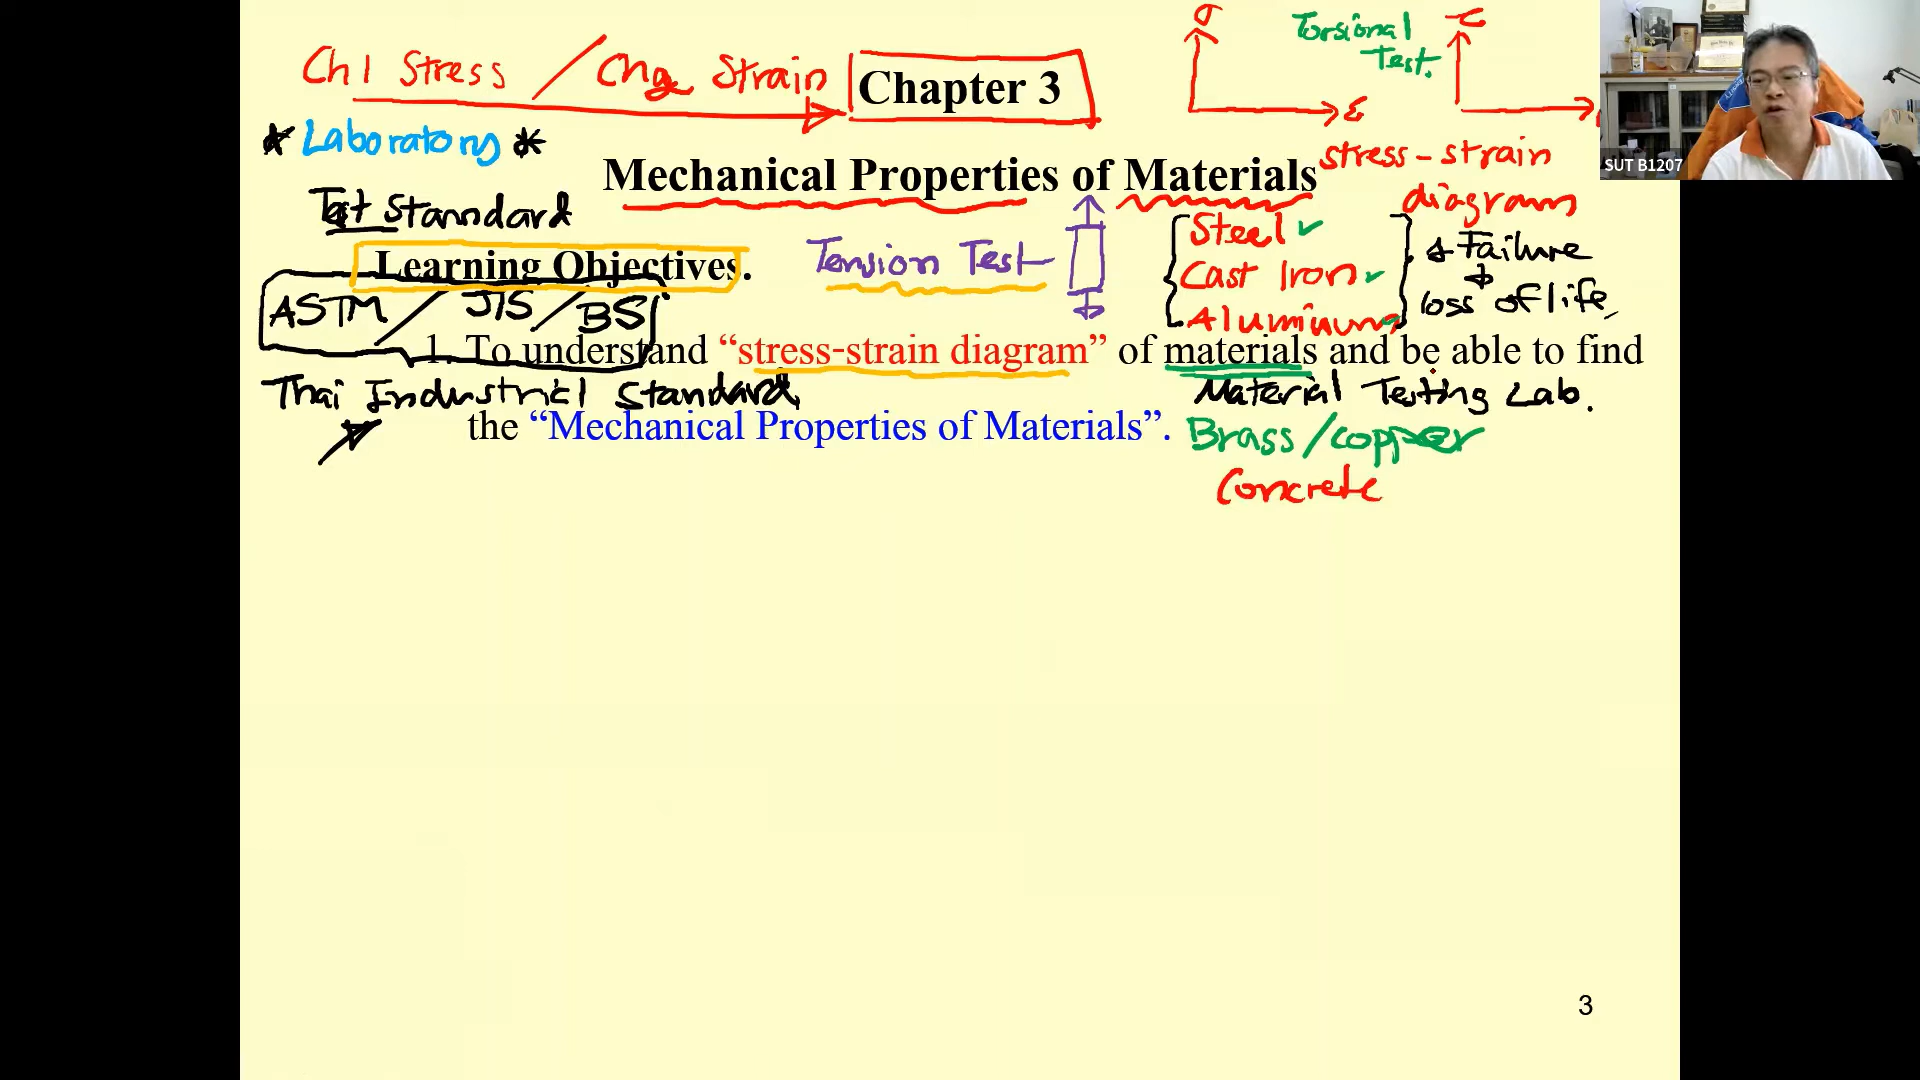 Ch1 Stress / Ch2 Strain
Chapter 3
σ
Torsional
Test.
τ
ε
* Laboratory *
Mechanical Properties of Materials
stress-strain
diagrams
SUT B1207
Test Standard
Learning Objectives.
Tension Test
Steel ✓
Cast Iron ✓
Aluminum
Failure
loss of life,
ASTM / JIS / BS
1. To understand “stress-strain diagram” of materials and be able to find
Thai Industrial Standard,
Material Testing Lab.
the “Mechanical Properties of Materials”.
Brass / copper
Concrete
3